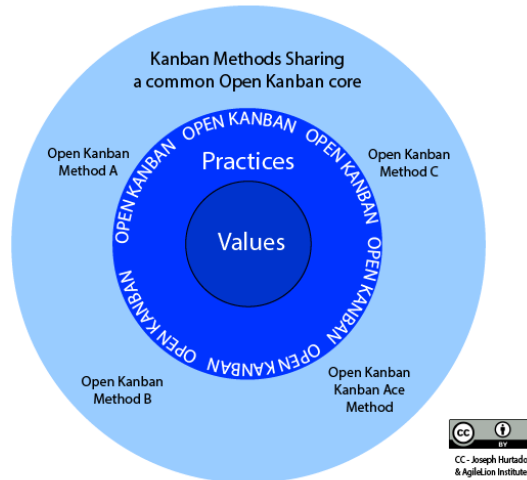 Kanban Methods Sharing
a common Open Kanban core
OPEN KANBAN OPEN KANBAN OPEN KANBAN OPEN KANBAN OPEN KANBAN OPEN KANBAN OPEN KANBAN
Practices
Values
Open Kanban
Method A
Open Kanban
Method C
Open Kanban
Method B
Open Kanban
Kanban Ace
Method
cc
BY
CC - Joseph Hurtado
& AgileLion Institute